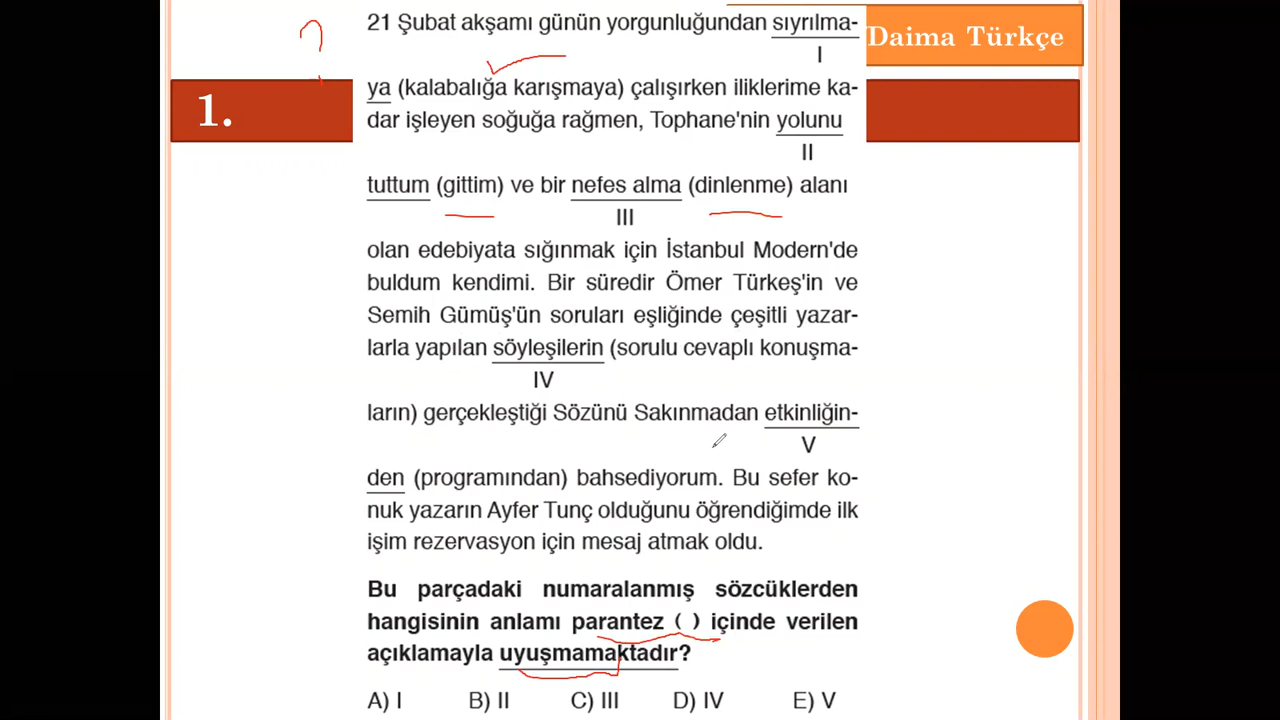 Daima Türkçe
1.
21 Şubat akşamı günün yorgunluğundan sıyrılma-
I
ya (kalabalığa karışmaya) çalışırken iliklerime ka-
dar işleyen soğuğa rağmen, Tophane'nin yolunu
II
tuttum (gittim) ve bir nefes alma (dinlenme) alanı
III
olan edebiyata sığınmak için İstanbul Modern'de
buldum kendimi. Bir süredir Ömer Türkeş'in ve
Semih Gümüş'ün soruları eşliğinde çeşitli yazar-
larla yapılan söyleşilerin (sorulu cevaplı konuşma-
IV
ların) gerçekleştiği Sözünü Sakınmadan etkinliğin-
V
den (programından) bahsediyorum. Bu sefer ko-
nuk yazarın Ayfer Tunç olduğunu öğrendiğimde ilk
işim rezervasyon için mesaj atmak oldu.
Bu parçadaki numaralanmış sözcüklerden
hangisinin anlamı parantez ( ) içinde verilen
açıklamayla uyuşmamaktadır?
A) I B) II C) III D) IV E) V